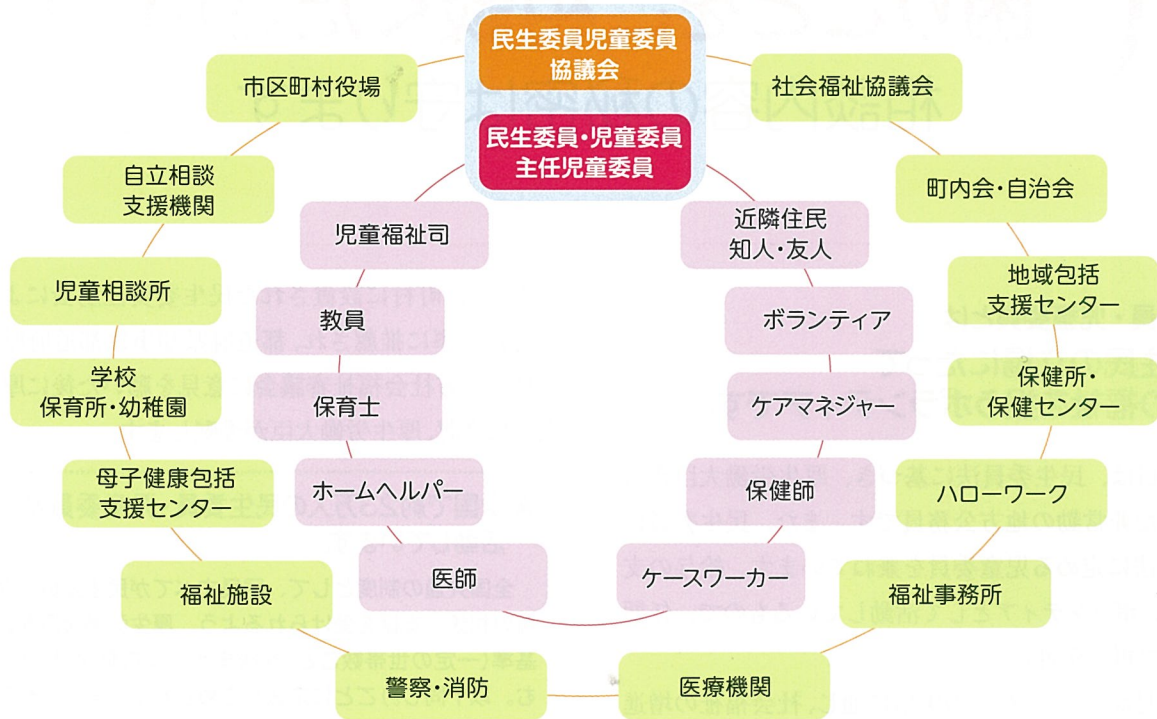 民生委員児童委員
協議会
民生委員・児童委員
主任児童委員
市区町村役場
自立相談
支援機関
児童相談所
学校
保育所・幼稚園
母子健康包括
支援センター
福祉施設
警察・消防
医療機関
福祉事務所
ハローワーク
保健所・
保健センター
地域包括
支援センター
町内会・自治会
社会福祉協議会
児童福祉司
教員
保育士
ホームヘルパー
医師
ケースワーカー
保健師
ケアマネジャー
ボランティア
近隣住民
知人・友人